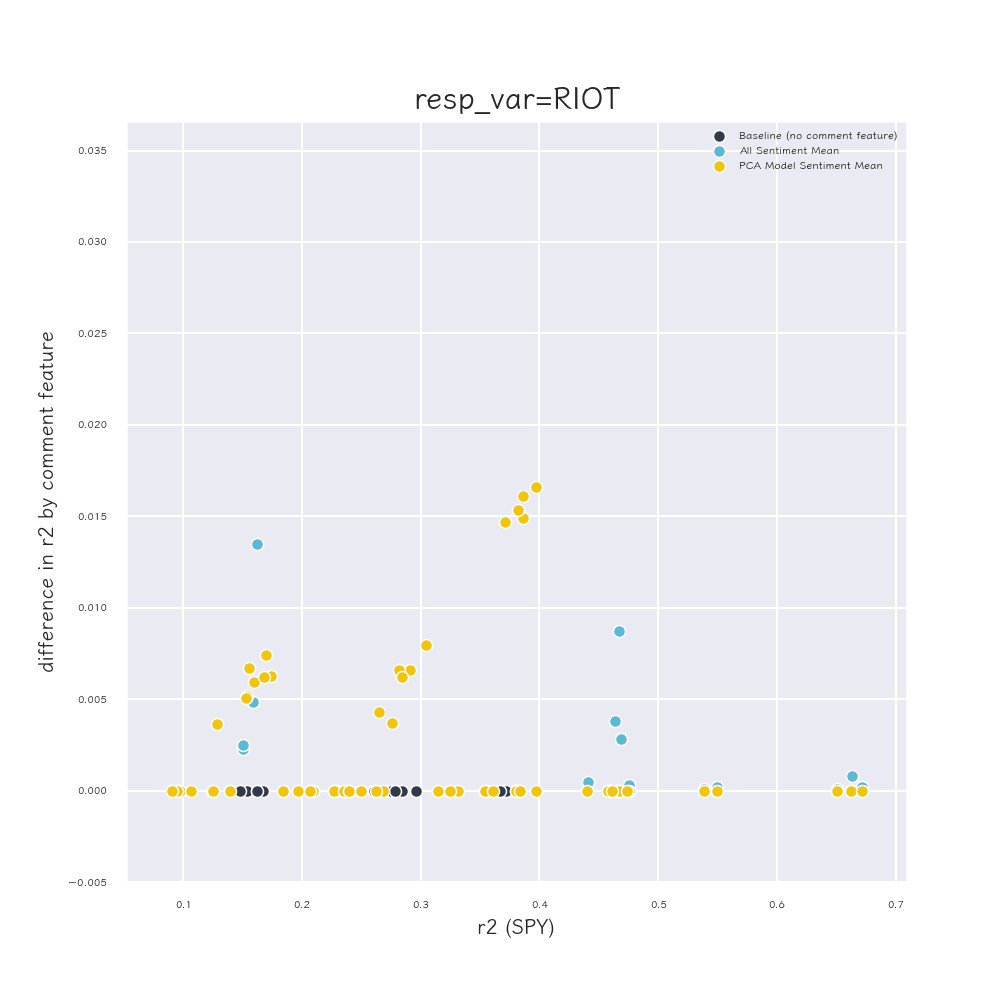 resp_var=RIOT
Baseline (no comment feature)
All Sentiment Mean
PCA Model Sentiment Mean
0.035
0.030
0.025
0.020
0.015
0.010
0.005
0.000
−0.005
difference in r2 by comment feature
0.1 0.2 0.3 0.4 0.5 0.6 0.7
r2 (SPY)